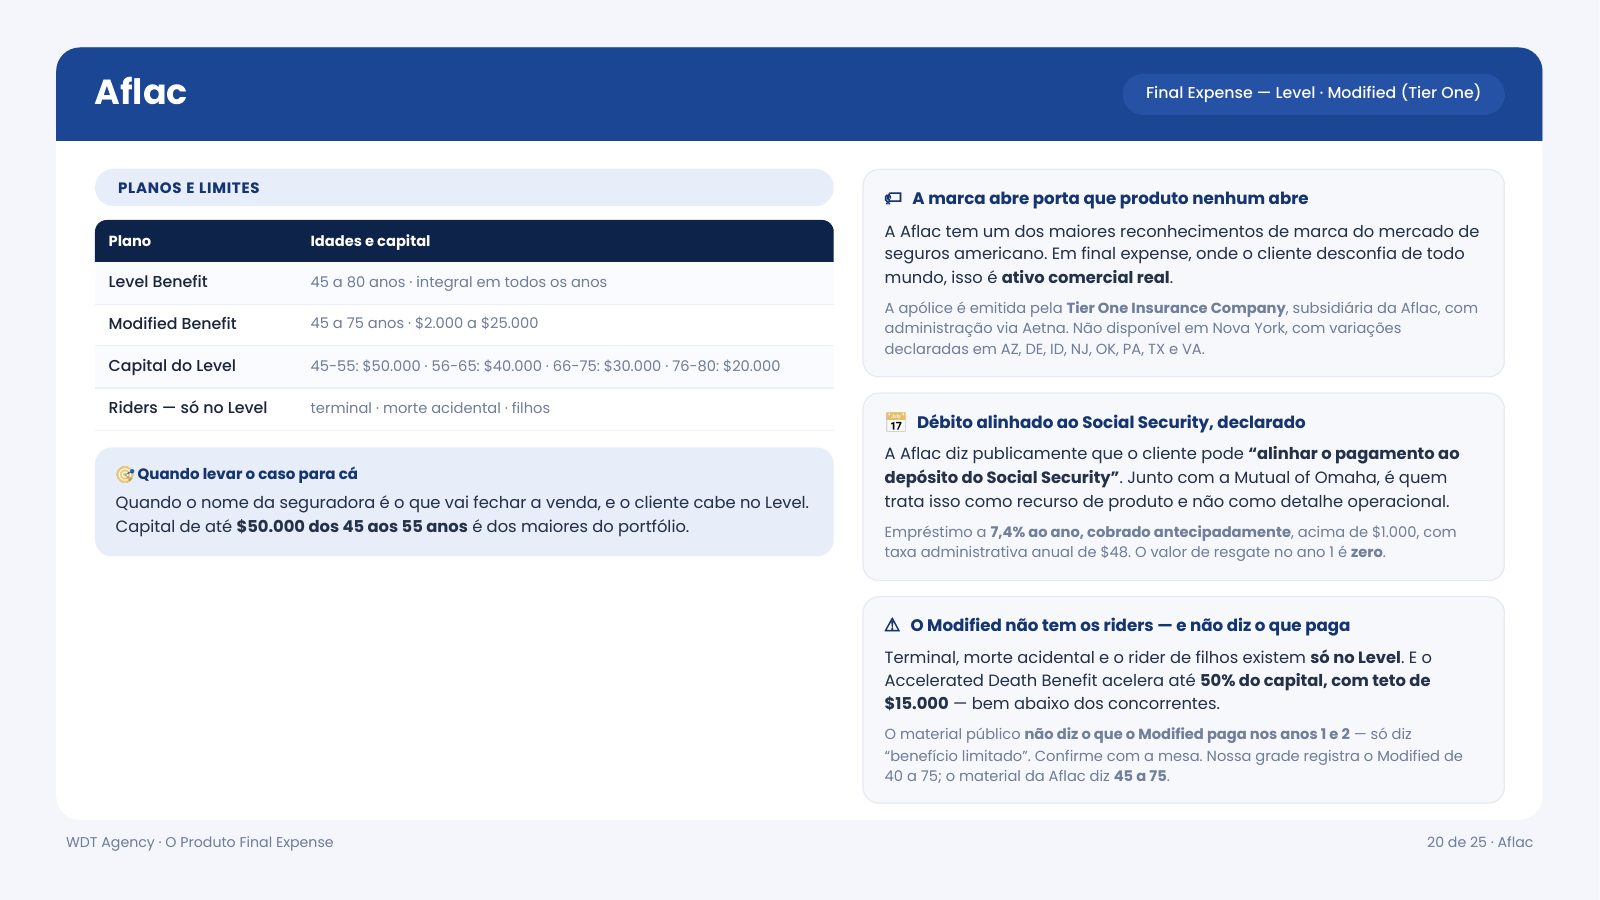 Aflac
Final Expense — Level · Modified (Tier One)
PLANOS E LIMITES
Plano Idades e capital
Level Benefit 45 a 80 anos · integral em todos os anos
Modified Benefit 45 a 75 anos · $2.000 a $25.000
Capital do Level 45-55: $50.000 · 56-65: $40.000 · 66-75: $30.000 · 76-80: $20.000
Riders — só no Level terminal · morte acidental · filhos
Quando levar o caso para cá
Quando o nome da seguradora é o que vai fechar a venda, e o cliente cabe no Level.
Capital de até $50.000 dos 45 aos 55 anos é dos maiores do portfólio.
A marca abre porta que produto nenhum abre
A Aflac tem um dos maiores reconhecimentos de marca do mercado de
seguros americano. Em final expense, onde o cliente desconfia de todo
mundo, isso é ativo comercial real.
A apólice é emitida pela Tier One Insurance Company, subsidiária da Aflac, com
administração via Aetna. Não disponível em Nova York, com variações
declaradas em AZ, DE, ID, NJ, OK, PA, TX e VA.
17 Débito alinhado ao Social Security, declarado
A Aflac diz publicamente que o cliente pode “alinhar o pagamento ao
depósito do Social Security”. Junto com a Mutual of Omaha, é quem
trata isso como recurso de produto e não como detalhe operacional.
Empréstimo a 7,4% ao ano, cobrado antecipadamente, acima de $1.000, com
taxa administrativa anual de $48. O valor de resgate no ano 1 é zero.
⚠ O Modified não tem os riders — e não diz o que paga
Terminal, morte acidental e o rider de filhos existem só no Level. E o
Accelerated Death Benefit acelera até 50% do capital, com teto de
$15.000 — bem abaixo dos concorrentes.
O material público não diz o que o Modified paga nos anos 1 e 2 — só diz
“benefício limitado”. Confirme com a mesa. Nossa grade registra o Modified de
40 a 75; o material da Aflac diz 45 a 75.
WDT Agency · O Produto Final Expense
20 de 25 · Aflac